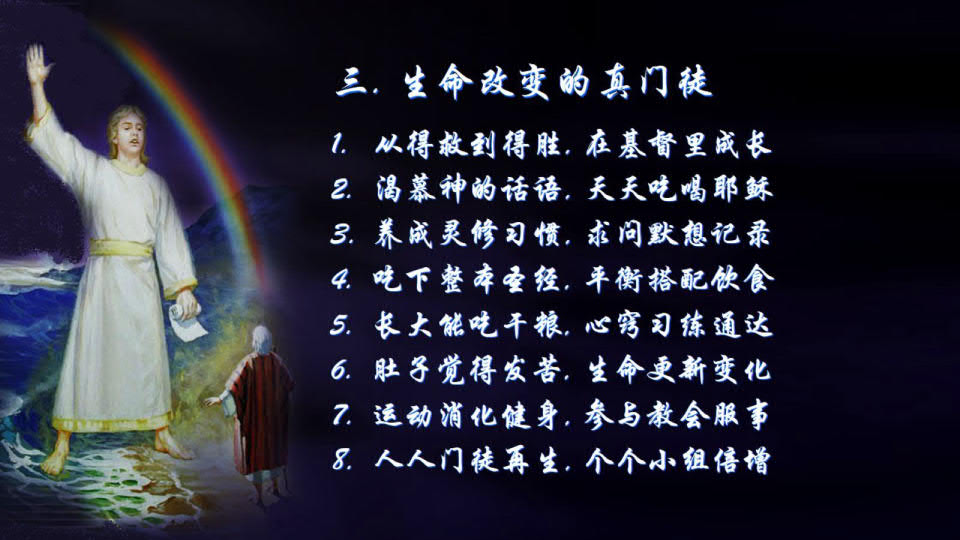 三. 生命改变的真门徒
1. 从得救到得胜, 在基督里成长
2. 渴慕神的话语, 天天吃喝耶稣
3. 养成灵修习惯, 求问默想记录
4. 吃下整本圣经, 平衡搭配饮食
5. 长大能吃干粮, 心窍习练通达
6. 肚子觉得发苦, 生命更新变化
7. 运动消化健身, 参与教会服事
8. 人人门徒再生, 个个小组倍增